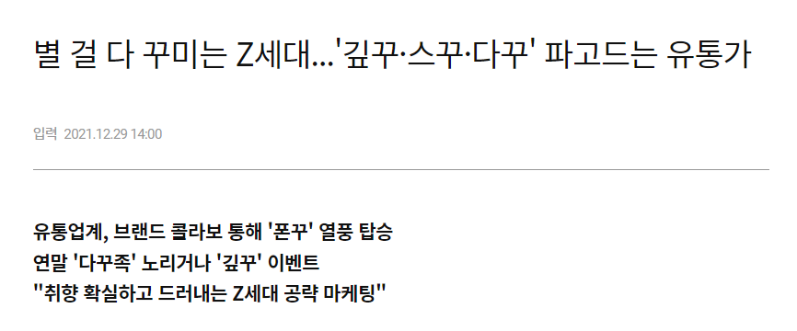 별 걸 다 꾸미는 Z세대...'깊꾸·스꾸·다꾸' 파고드는 유통가
입력 2021.12.29 14:00
유통업계, 브랜드 콜라보 통해 '폰꾸' 열풍 탑승
연말 '다꾸족' 노리거나 '깊꾸' 이벤트
"취향 확실하고 드러내는 Z세대 공략 마케팅"